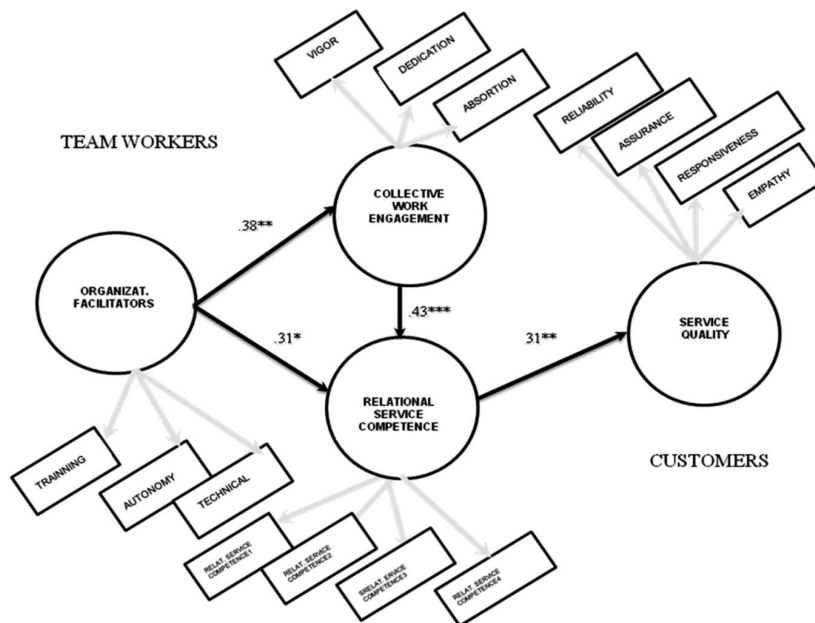 VIGOR
DEDICATION
ABSORTION
RELIABILITY
ASSURANCE
RESPONSIVENESS
EMPATHY
TEAM WORKERS
COLLECTIVE
WORK
ENGAGEMENT
.38**
ORGANIZAT.
FACILITATORS
.43***
.31*
31**
SERVICE
QUALITY
RELATIONAL
SERVICE
COMPETENCE
CUSTOMERS
TRAINNING
AUTONOMY
TECHNICAL
RELAT. SERVICE
COMPETENCE1
RELAT. SERVICE
COMPETENCE2
SRELAT. ERVICE
COMPETENCE3
RELAT. SERVICE
COMPETENCE4